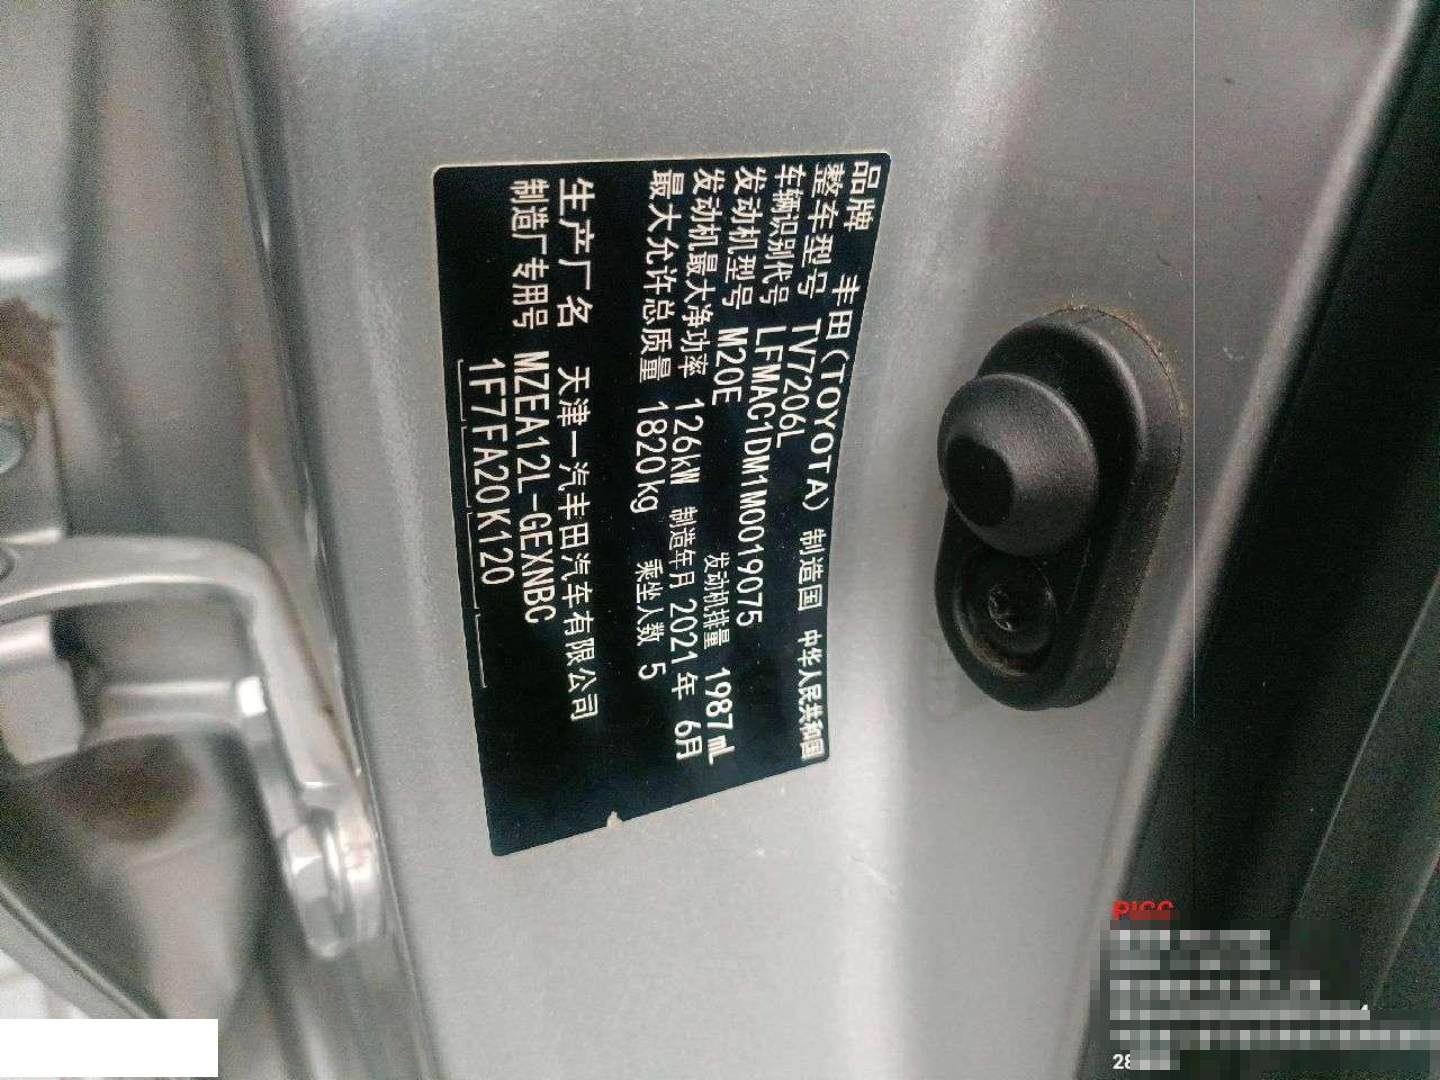 品牌 丰田(TOYOTA) 制造国 中华人民共和国
整车型号 TV7206L
车辆识别代号 LFMAC1DM1M0019075
发动机型号 M20E 发动机排量 1987mL
发动机最大净功率 126kW 制造年月 2021年 6月
最大允许总质量 1820kg 乘坐人数 5
生产厂名 天津一汽丰田汽车有限公司
制造厂专用号 MZEA12L-GEXNBC
1F7FA20K120
PICC
28